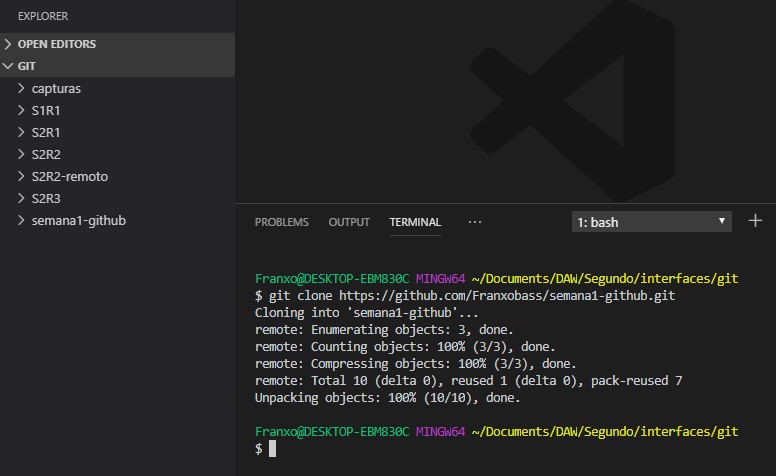 EXPLORER
OPEN EDITORS
GIT
capturas
S1R1
S2R1
S2R2
S2R2-remoto
S2R3
semana1-github
PROBLEMS OUTPUT TERMINAL ··· 1: bash
Franxo@DESKTOP-EBM830C MINGW64 ~/Documents/DAW/Segundo/interfaces/git
$ git clone https://github.com/Franxobass/semana1-github.git
Cloning into 'semana1-github'...
remote: Enumerating objects: 3, done.
remote: Counting objects: 100% (3/3), done.
remote: Compressing objects: 100% (3/3), done.
remote: Total 10 (delta 0), reused 1 (delta 0), pack-reused 7
Unpacking objects: 100% (10/10), done.
Franxo@DESKTOP-EBM830C MINGW64 ~/Documents/DAW/Segundo/interfaces/git
$